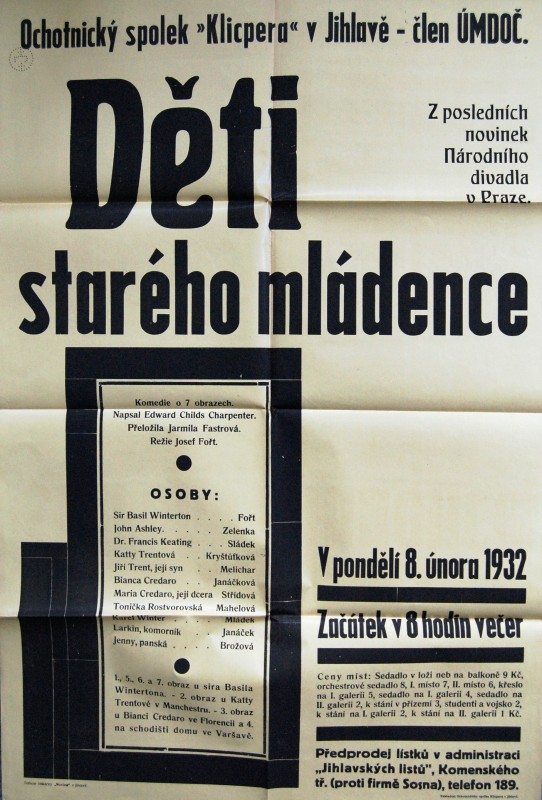 Ochotnický spolek »Klicpera« v Jihlavě - člen ÚMDOČ.
Děti
Z posledních
novinek
Národního
divadla
v Praze.
starého mládence
Komedie o 7 obrazech.
Napsal Edward Childs Charpenter.
Přeložila Jarmila Fastrová.
Režie Josef Fořt.
OSOBY:
Sir Basil Winterton . . . . Fořt
John Ashley. . . . . . Zelenka
Dr. Francis Keating . . . Sládek
Katty Trentová . . Kryštůfková
Jiří Trent, její syn . . Melichar
Bianca Credaro . . Janáčková
Maria Credaro, její dcera Střídová
Tonička Rostvorovská Mahelová
Karel Winter . . . . Mládek
Larkin, komorník . . Janáček
Jenny, panská . . . Brožová
1., 5., 6. a 7. obraz u sira Basila
Wintertona. - 2. obraz u Katty
Trentové v Manchestru. - 3. obraz
u Bianci Credaro ve Florencii a 4.
na schodišti domu ve Varšavě.
V pondělí 8. února 1932
Začátek v 8 hodin večer
Ceny míst: Sedadlo v loži neb na balkoně 9 Kč,
orchestrové sedadlo 8, I. místo 7, II. místo 6, křeslo
na I. galerii 5, sedadlo na I. galerii 4, sedadlo na
II. galerii 2, k stání v přízemí 3, studenti a vojsko 2,
k stání na I. galerii 2, k stání na II. galerii 1 Kč.
Předprodej lístků v administraci
„Jihlavských listů", Komenského
tř. (proti firmě Sosna), telefon 189.